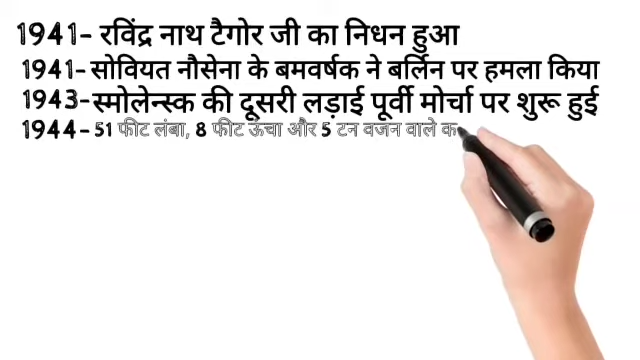 1941- रविंद्र नाथ टैगोर जी का निधन हुआ
1941-सोवियत नौसेना के बमवर्षक ने बर्लिन पर हमला किया
1943-स्मोलेन्स्क की दूसरी लड़ाई पूर्वी मोर्चा पर शुरू हुई
1944- 51 फीट लंबा, 8 फीट ऊंचा और 5 टन वजन वाले क